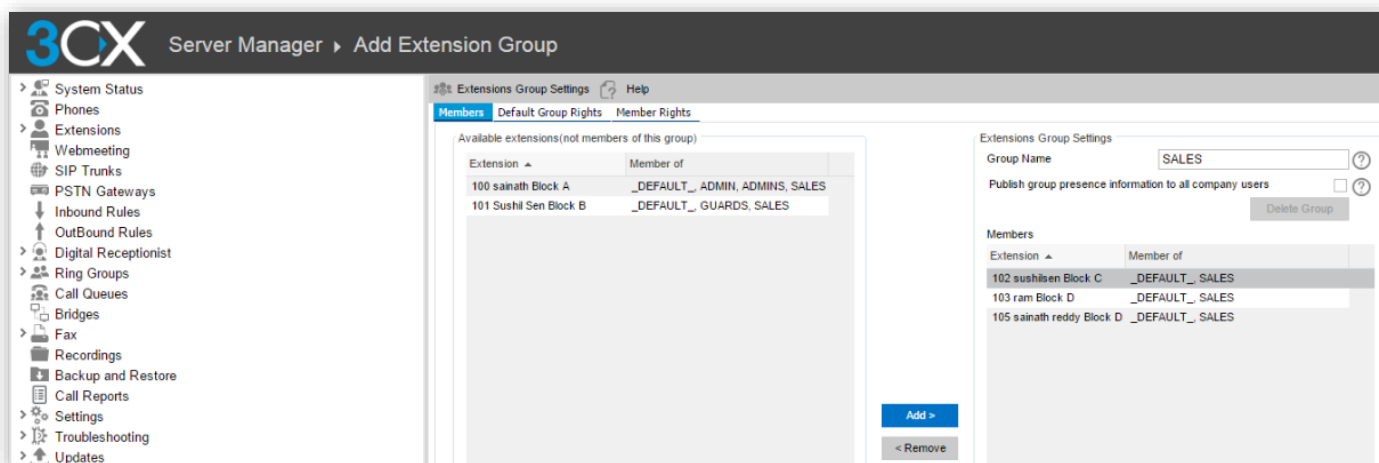 3CX Server Manager ▸ Add Extension Group
System Status
Phones
Extensions
Webmeeting
SIP Trunks
PSTN Gateways
Inbound Rules
OutBound Rules
Digital Receptionist
Ring Groups
Call Queues
Bridges
Fax
Recordings
Backup and Restore
Call Reports
Settings
Troubleshooting
Updates
Extensions Group Settings Help
Members Default Group Rights Member Rights
Available extensions(not members of this group)
Extension Member of
100 sainath Block A _DEFAULT_, ADMIN, ADMINS, SALES
101 Sushil Sen Block B _DEFAULT_, GUARDS, SALES
Add >
< Remove
Extensions Group Settings
Group Name SALES
Publish group presence information to all company users
Delete Group
Members
Extension Member of
102 sushilsen Block C _DEFAULT_, SALES
103 ram Block D _DEFAULT_, SALES
105 sainath reddy Block D _DEFAULT_, SALES